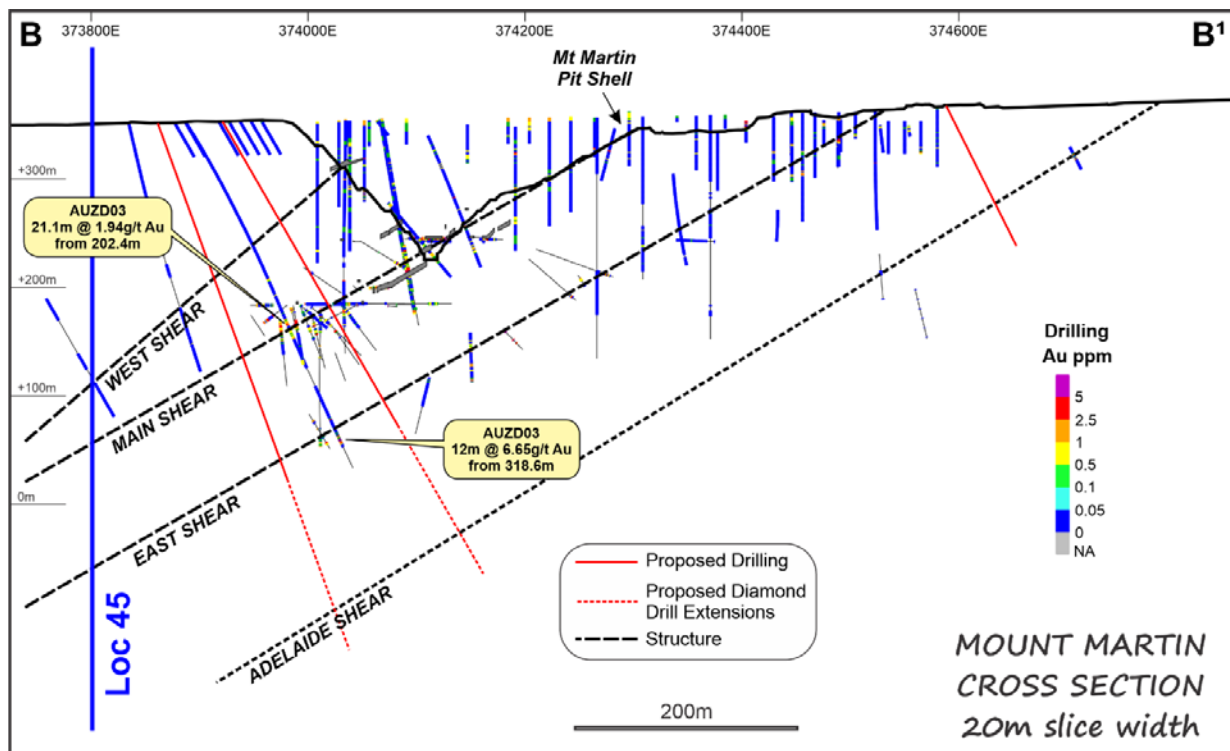 B
373800E
374000E
374200E
374400E
374600E
B¹
Mt Martin
Pit Shell
+300m
AUZD03
21.1m @ 1.94g/t Au
from 202.4m
+200m
WEST SHEAR
+100m
MAIN SHEAR
AUZD03
12m @ 6.65g/t Au
from 318.6m
0m
EAST SHEAR
Loc 45
ADELAIDE SHEAR
Drilling
Au ppm
5
2.5
1
0.5
0.1
0.05
0
NA
Proposed Drilling
Proposed Diamond
Drill Extensions
Structure
200m
MOUNT MARTIN
CROSS SECTION
20m slice width